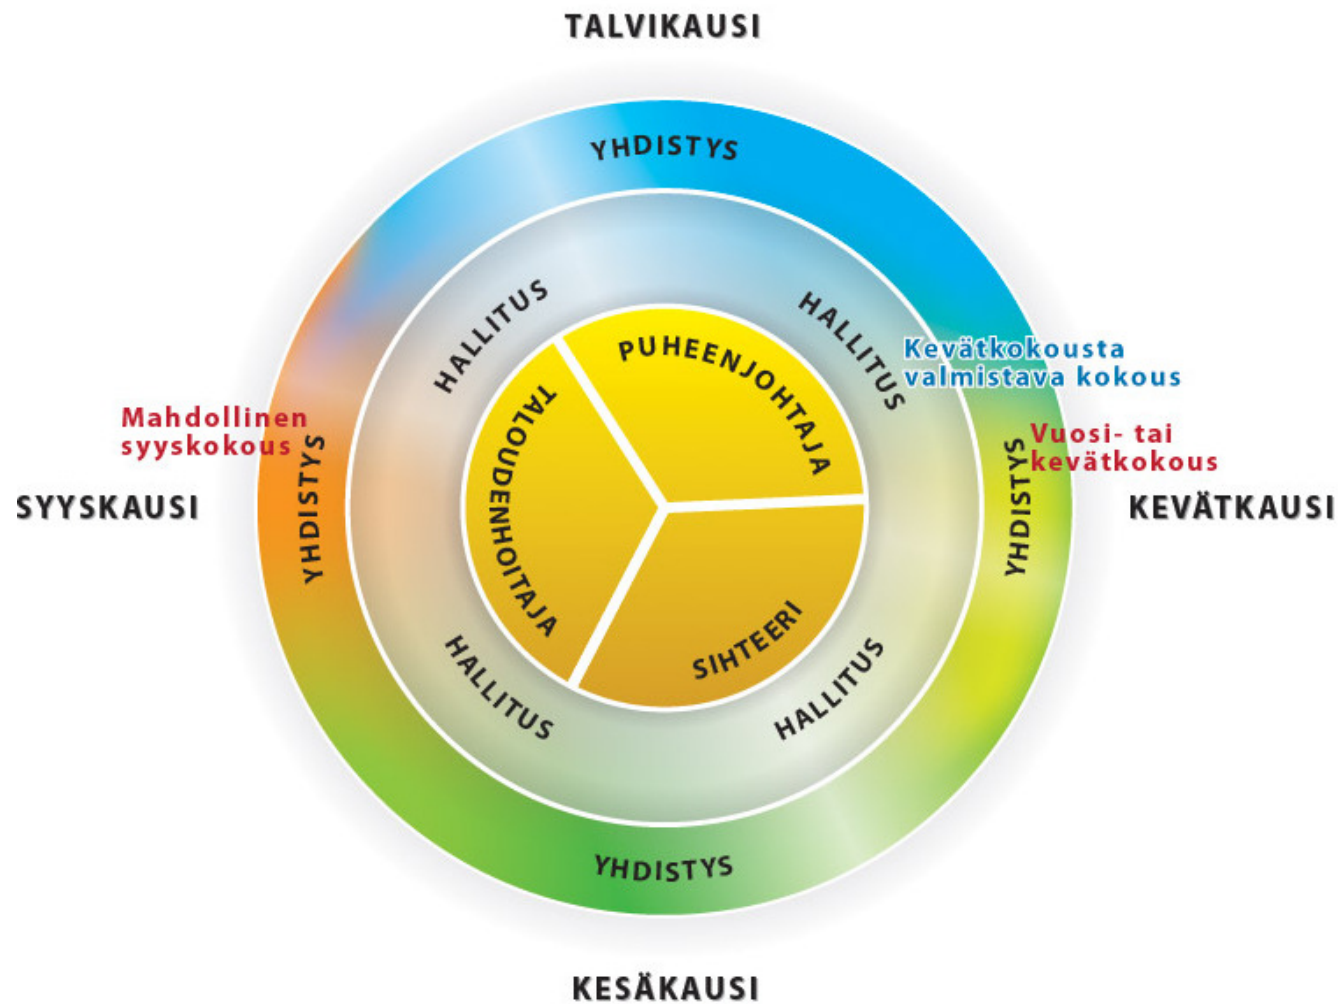 TALVIKAUSI
YHDISTYS
HALLITUS
HALLITUS
PUHEENJOHTAJA
Kevätkokousta
valmistava kokous
TALOUDENHOITAJA
Mahdollinen
syyskokous
Vuosi- tai
kevätkokous
YHDISTYS
YHDISTYS
SYYSKAUSI
KEVÄTKAUSI
SIHTEERI
HALLITUS
HALLITUS
YHDISTYS
KESÄKAUSI